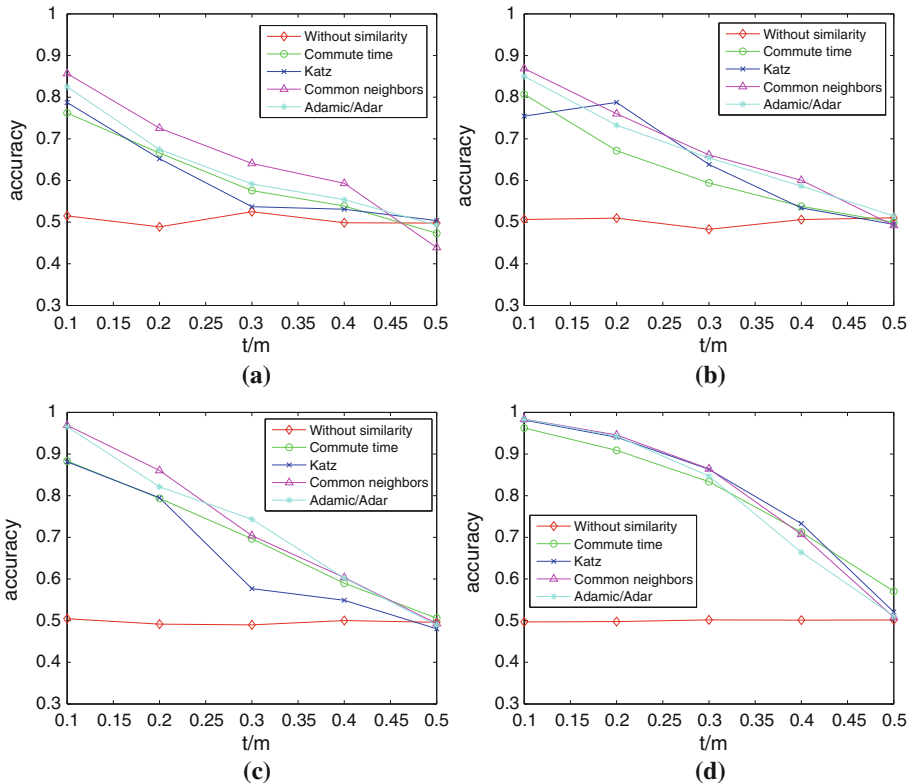 1
0.9
0.8
0.7
0.6
0.5
0.4
0.3
accuracy
0.1 0.15 0.2 0.25 0.3 0.35 0.4 0.45 0.5
t/m
Without similarity
Commute time
Katz
Common neighbors
Adamic/Adar
(a)
1
0.9
0.8
0.7
0.6
0.5
0.4
0.3
accuracy
0.1 0.15 0.2 0.25 0.3 0.35 0.4 0.45 0.5
t/m
Without similarity
Commute time
Katz
Common neighbors
Adamic/Adar
(b)
1
0.9
0.8
0.7
0.6
0.5
0.4
0.3
accuracy
0.1 0.15 0.2 0.25 0.3 0.35 0.4 0.45 0.5
t/m
Without similarity
Commute time
Katz
Common neighbors
Adamic/Adar
(c)
1
0.9
0.8
0.7
0.6
0.5
0.4
0.3
accuracy
0.1 0.15 0.2 0.25 0.3 0.35 0.4 0.45 0.5
t/m
Without similarity
Commute time
Katz
Common neighbors
Adamic/Adar
(d)